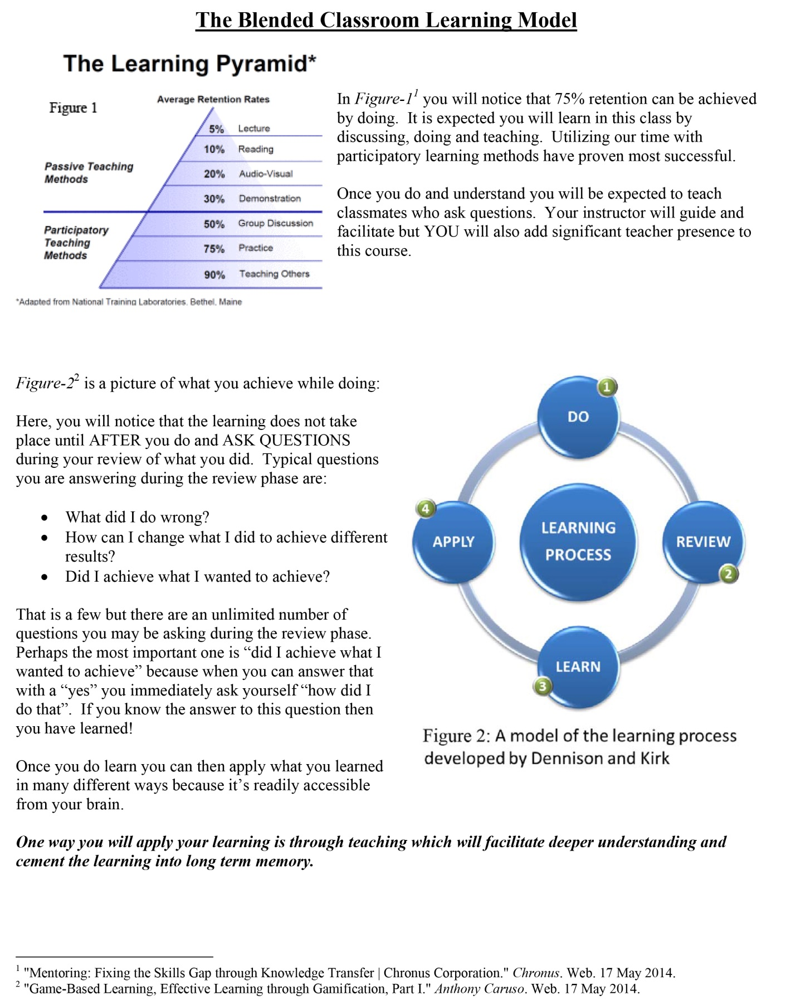 The Blended Classroom Learning Model
The Learning Pyramid*
Figure 1
Average Retention Rates
5% Lecture
10% Reading
Passive Teaching
Methods
20% Audio-Visual
30% Demonstration
Participatory
Teaching
Methods
50% Group Discussion
75% Practice
90% Teaching Others
*Adapted from National Training Laboratories. Bethel, Maine
In Figure-1¹ you will notice that 75% retention can be achieved
by doing. It is expected you will learn in this class by
discussing, doing and teaching. Utilizing our time with
participatory learning methods have proven most successful.
Once you do and understand you will be expected to teach
classmates who ask questions. Your instructor will guide and
facilitate but YOU will also add significant teacher presence to
this course.
Figure-2² is a picture of what you achieve while doing:
Here, you will notice that the learning does not take
place until AFTER you do and ASK QUESTIONS
during your review of what you did. Typical questions
you are answering during the review phase are:
• What did I do wrong?
• How can I change what I did to achieve different
results?
• Did I achieve what I wanted to achieve?
That is a few but there are an unlimited number of
questions you may be asking during the review phase.
Perhaps the most important one is “did I achieve what I
wanted to achieve” because when you can answer that
with a “yes” you immediately ask yourself “how did I
do that”. If you know the answer to this question then
you have learned!
Once you do learn you can then apply what you learned
in many different ways because it’s readily accessible
from your brain.
1
DO
REVIEW
2
LEARN
3
4
APPLY
LEARNING
PROCESS
Figure 2: A model of the learning process
developed by Dennison and Kirk
One way you will apply your learning is through teaching which will facilitate deeper understanding and
cement the learning into long term memory.
¹ "Mentoring: Fixing the Skills Gap through Knowledge Transfer | Chronus Corporation." Chronus. Web. 17 May 2014.
² "Game-Based Learning, Effective Learning through Gamification, Part I." Anthony Caruso. Web. 17 May 2014.